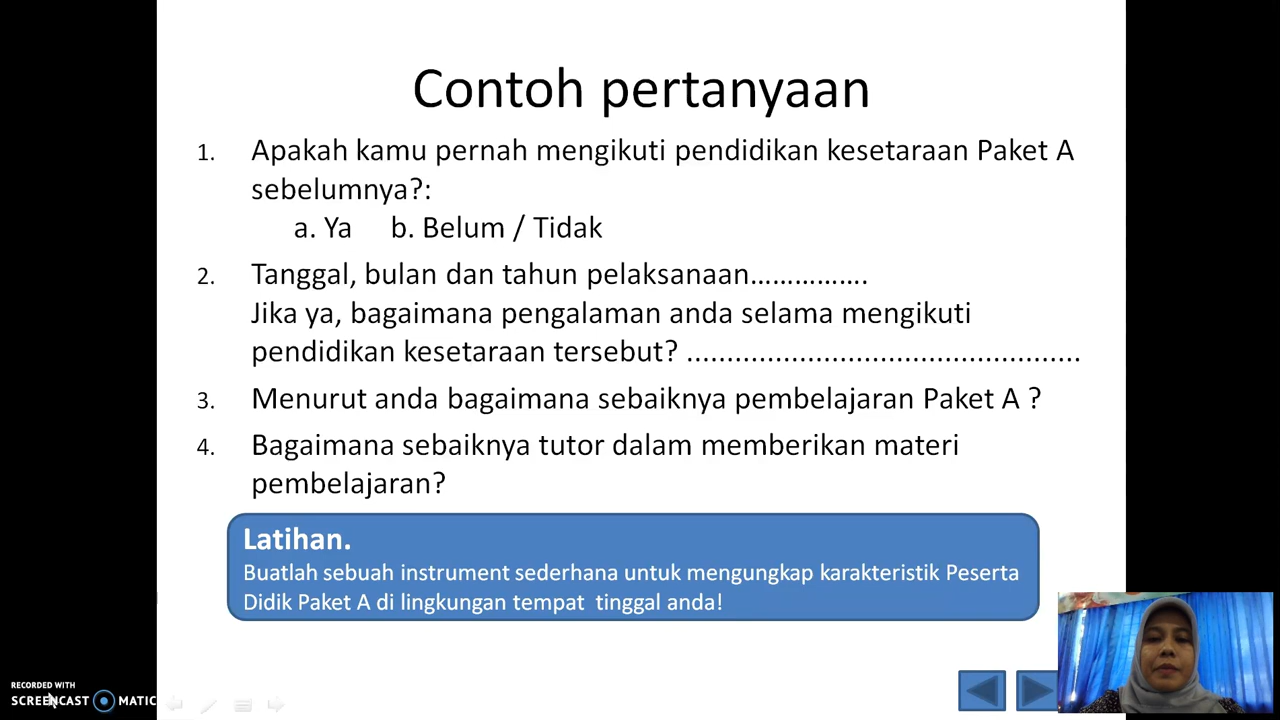 Contoh pertanyaan
1. Apakah kamu pernah mengikuti pendidikan kesetaraan Paket A
sebelumnya?:
a. Ya b. Belum / Tidak
2. Tanggal, bulan dan tahun pelaksanaan................
Jika ya, bagaimana pengalaman anda selama mengikuti
pendidikan kesetaraan tersebut? .................................................
3. Menurut anda bagaimana sebaiknya pembelajaran Paket A ?
4. Bagaimana sebaiknya tutor dalam memberikan materi
pembelajaran?
Latihan.
Buatlah sebuah instrument sederhana untuk mengungkap karakteristik Peserta
Didik Paket A di lingkungan tempat tinggal anda!
RECORDED WITH
SCREENCAST MATIC